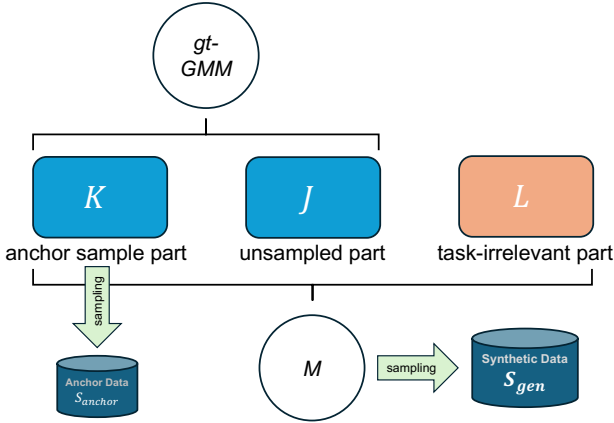 gt-
GMM
K
J
L
anchor sample part
unsampled part
task-irrelevant part
sampling
Anchor Data
S_anchor
M
sampling
Synthetic Data
S_gen